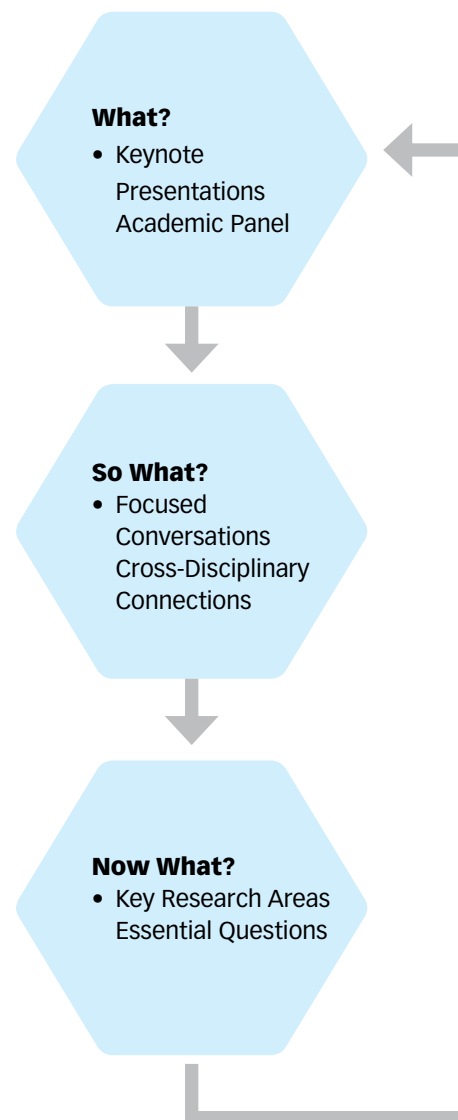 What?
• Keynote
Presentations
Academic Panel
So What?
• Focused
Conversations
Cross-Disciplinary
Connections
Now What?
• Key Research Areas
Essential Questions